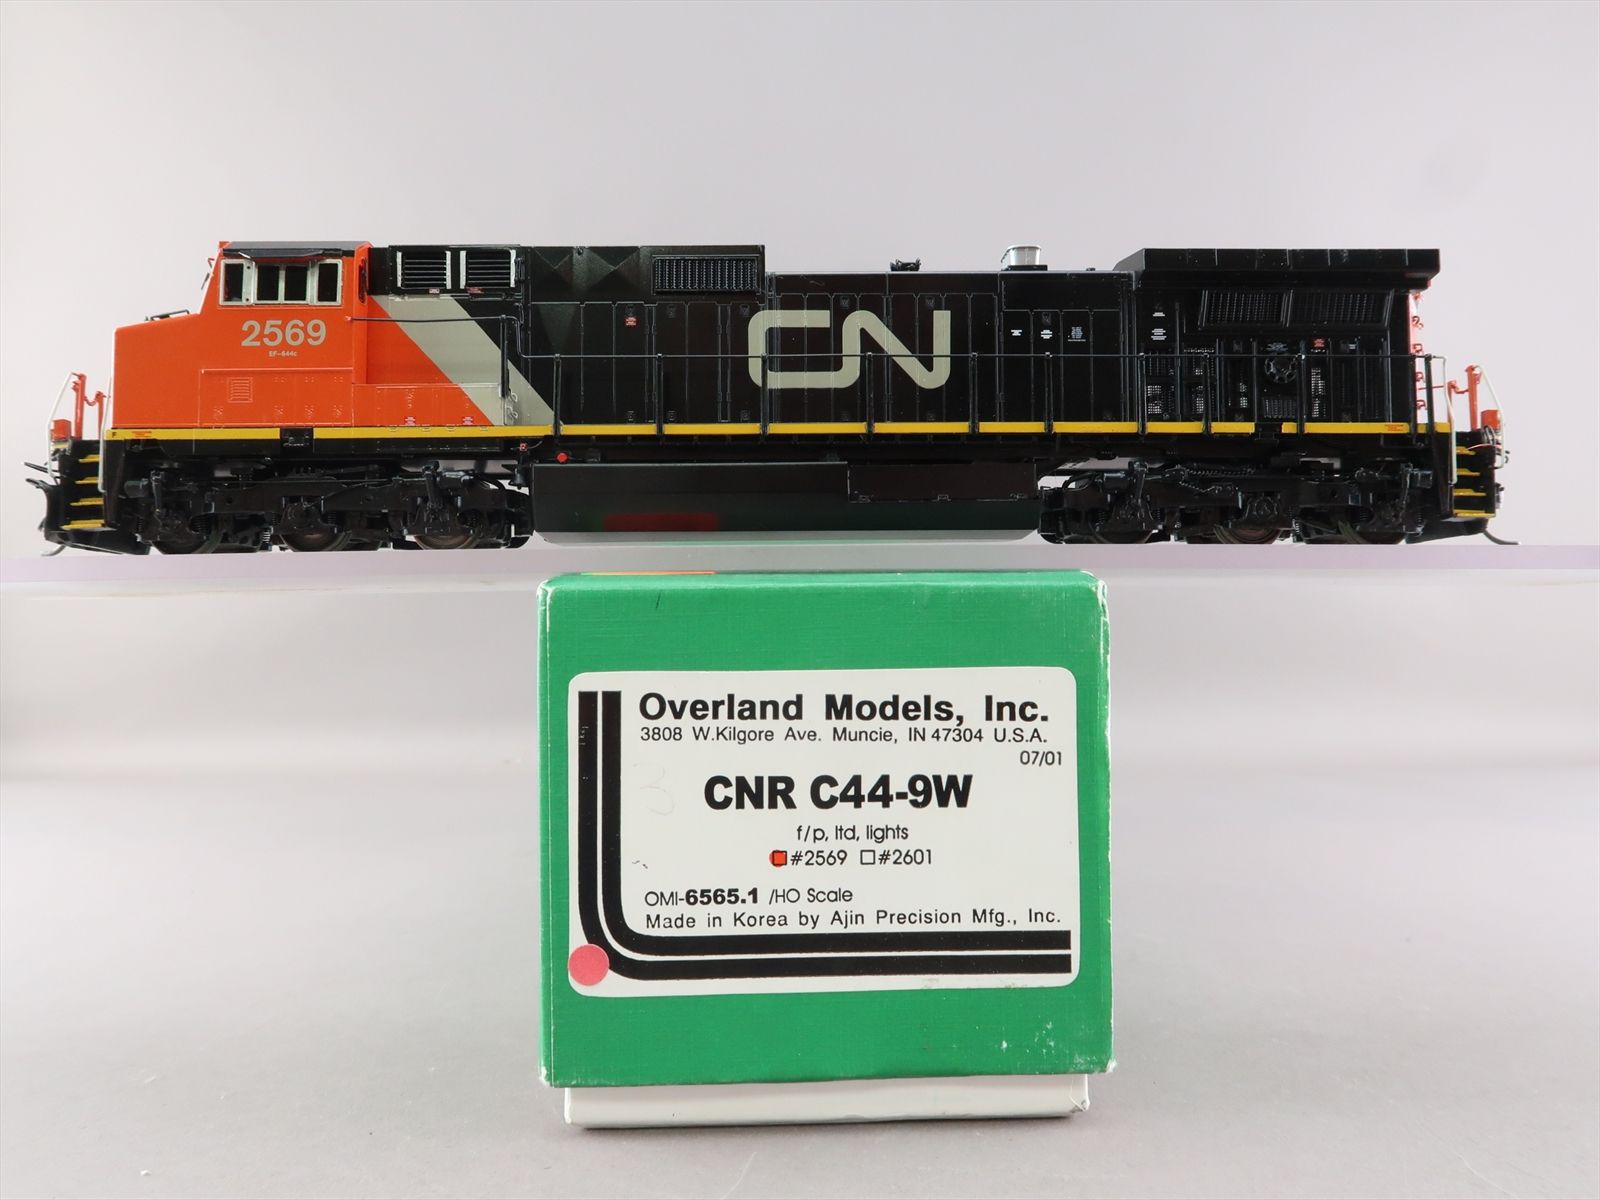 2569
EF-644c
CN
F
Overland Models, Inc.
3808 W.Kilgore Ave. Muncie, IN 47304 U.S.A.
07/01
3
CNR C44-9W
f/p, ltd, lights
#2569 #2601
OMI-6565.1 /HO Scale
Made in Korea by Ajin Precision Mfg., Inc.